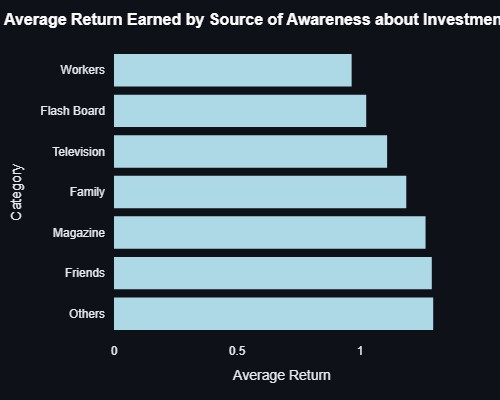 Average Return Earned by Source of Awareness about Investmen
Workers
Flash Board
Television
Family
Magazine
Friends
Others
Category
0 0.5 1
Average Return